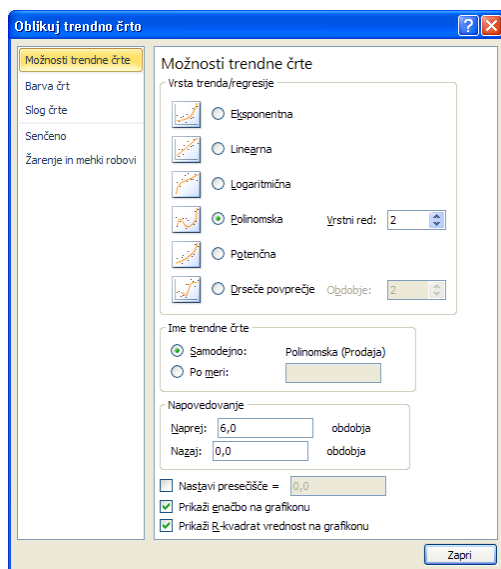 Oblikuj trendno črto
Možnosti trendne črte
Barva črt
Slog črte
Senčeno
Žarenje in mehki robovi
Možnosti trendne črte
Vrsta trenda/regresije
Eksponentna
Linearna
Logaritmična
Polinomska Vrstni red: 2
Potenčna
Drseče povprečje Obdobje: 2
Ime trendne črte
Samodejno: Polinomska (Prodaja)
Po meri:
Napovedovanje
Naprej: 6,0 obdobja
Nazaj: 0,0 obdobja
Nastavi presečišče = 0,0
Prikaži enačbo na grafikonu
Prikaži R-kvadrat vrednost na grafikonu
Zapri